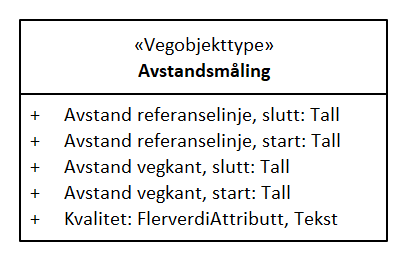 «Vegobjekttype»
Avstandsmåling
+ Avstand referanselinje, slutt: Tall
+ Avstand referanselinje, start: Tall
+ Avstand vegkant, slutt: Tall
+ Avstand vegkant, start: Tall
+ Kvalitet: FlerverdiAttributt, Tekst